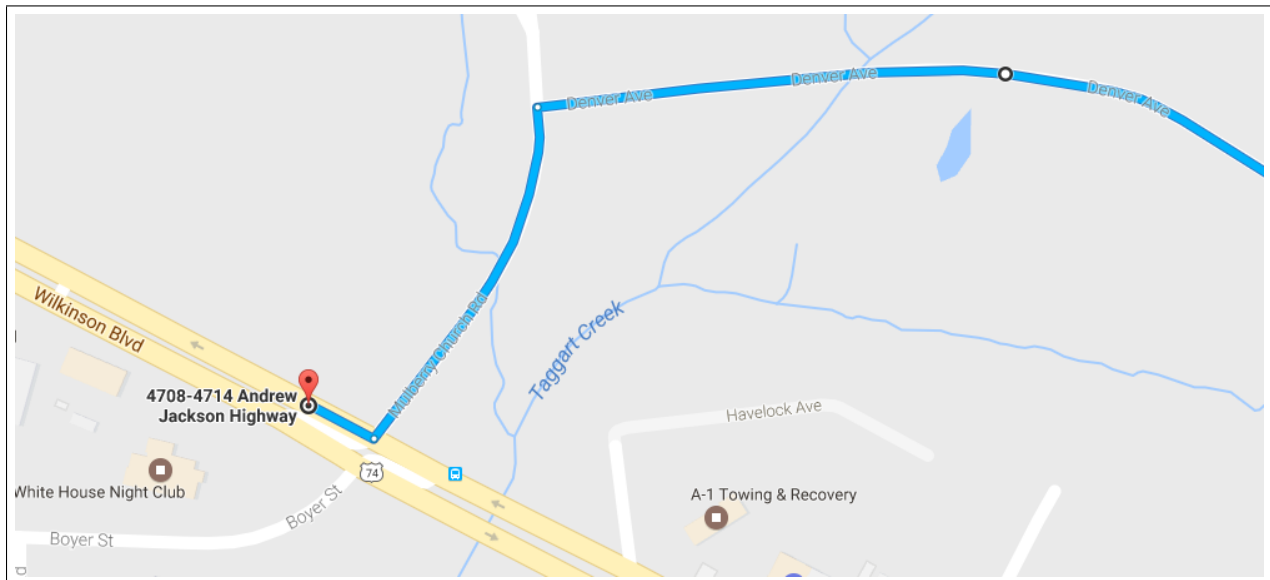 Denver Ave
Denver Ave
Denver Ave
Mulberry Church Rd
Wilkinson Blvd
Taggart Creek
4708-4714 Andrew
Jackson Highway
Havelock Ave
74
White House Night Club
A-1 Towing & Recovery
Boyer St
Boyer St